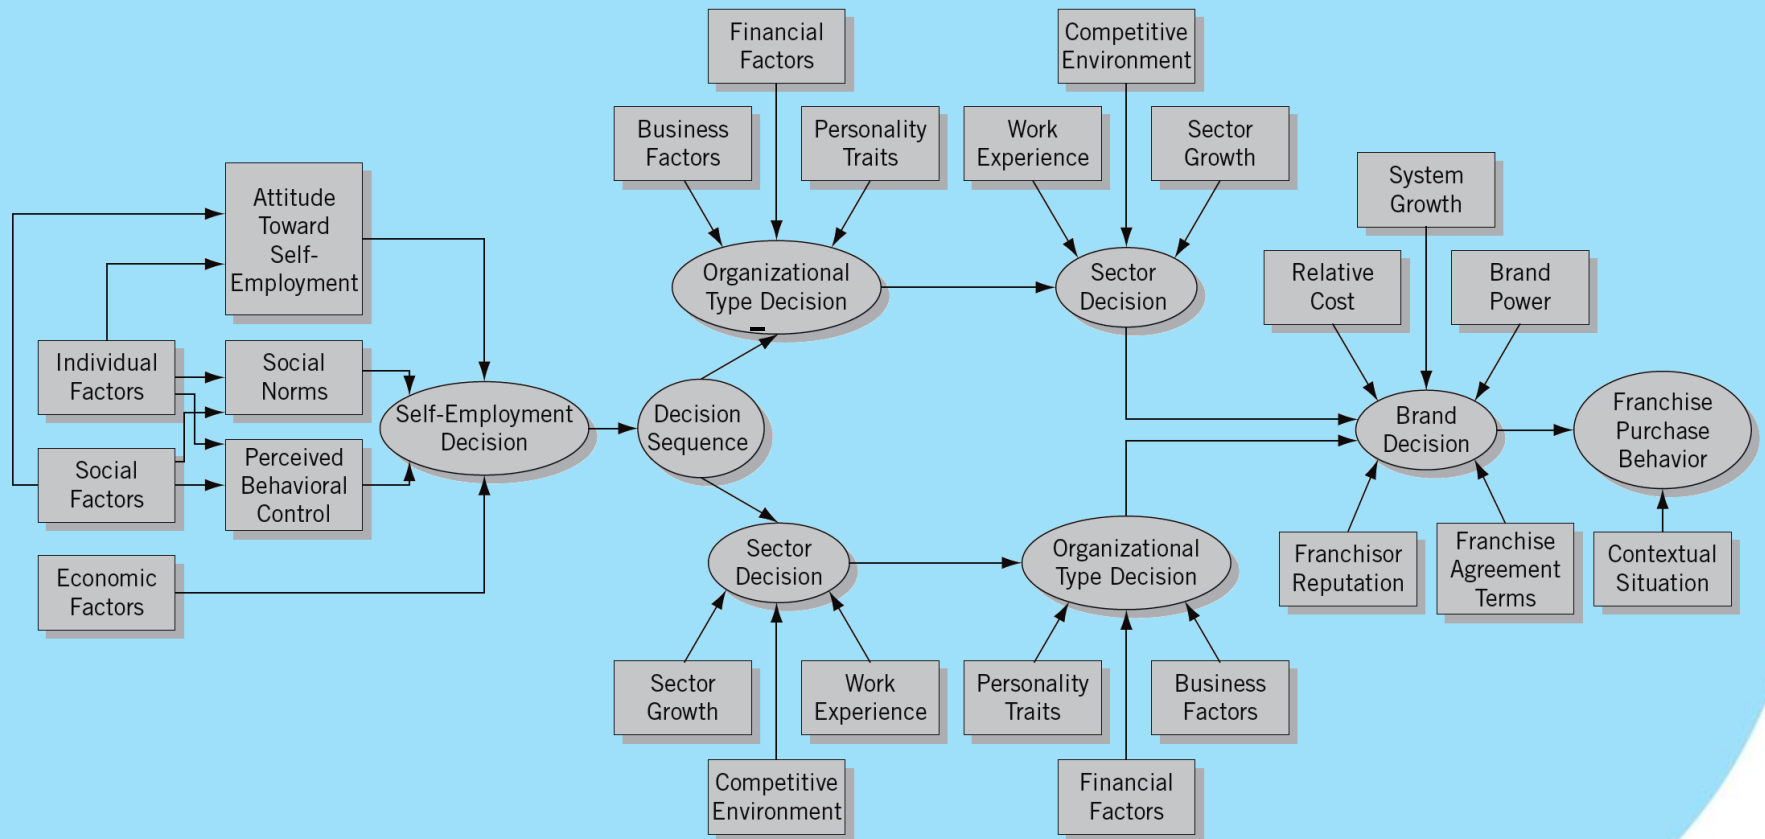 Financial
Factors
Competitive
Environment
Business
Factors
Personality
Traits
Work
Experience
Sector
Growth
Attitude
Toward
Self-
Employment
System
Growth
Organizational
Type Decision
Sector
Decision
Relative
Cost
Brand
Power
Individual
Factors
Social
Norms
Self-Employment
Decision
Decision
Sequence
Brand
Decision
Franchise
Purchase
Behavior
Social
Factors
Perceived
Behavioral
Control
Economic
Factors
Sector
Decision
Organizational
Type Decision
Franchisor
Reputation
Franchise
Agreement
Terms
Contextual
Situation
Sector
Growth
Work
Experience
Personality
Traits
Business
Factors
Competitive
Environment
Financial
Factors